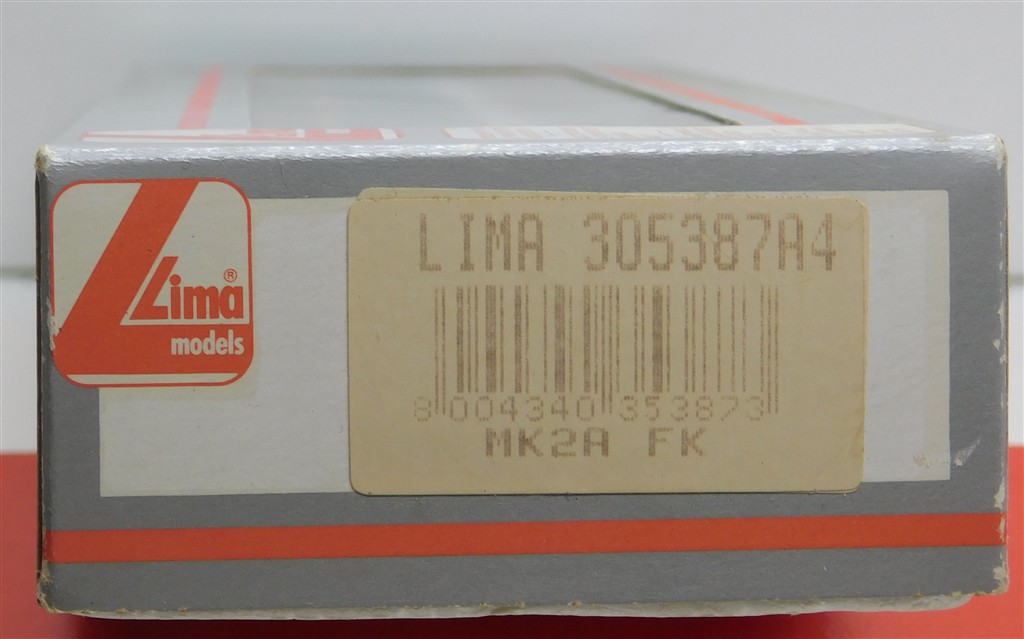 Lima®
models
LIMA 305387A4
8 004340 353873
MK2A FK